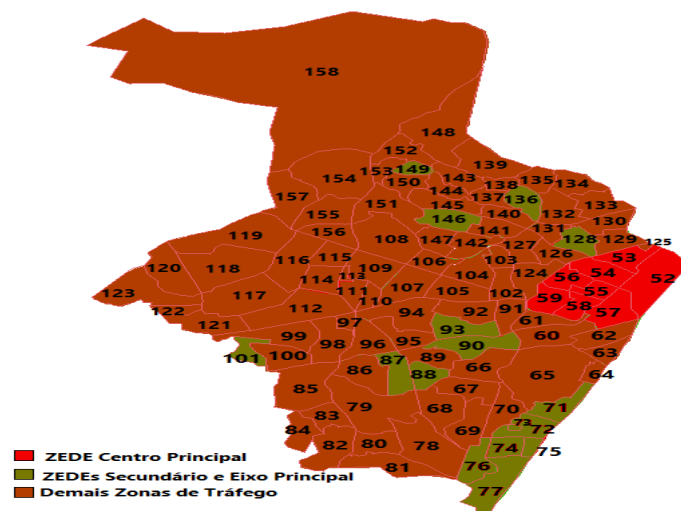 158
148
152
139
153 149
143 135
154 150 138 134
144
157 151 137 136
145 133
155 146 140 132 130
156 141 131
119 108 147 142 127 128 129 125
116 115 106 103 126 53
120 118 109 104 124 56 54 52
114 113
123 117 111 107 105 102 59 55
110 58 57
122 112 94 92 91
121 97 93 61
99 98 96 95 90 60 62
101 100 87 89 63
86 88 66 65 64
85 67
79 68 70 71
83 73
84 69 72
82 80 78 74 75
81 76
77
ZEDE Centro Principal
ZEDEs Secundário e Eixo Principal
Demais Zonas de Tráfego